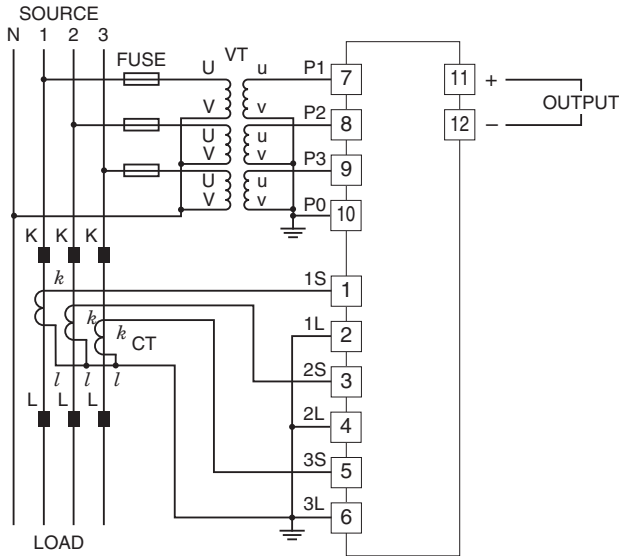 SOURCE
N 1 2 3
FUSE VT
U u P1 7 11 +
OUTPUT
V v P2 8 12 −
U u
V v P3 9
U u
V v P0 10
K K K
k 1S 1
k 1L 2
k CT
2S 3
l l l
L L L 2L 4
3S 5
3L 6
LOAD